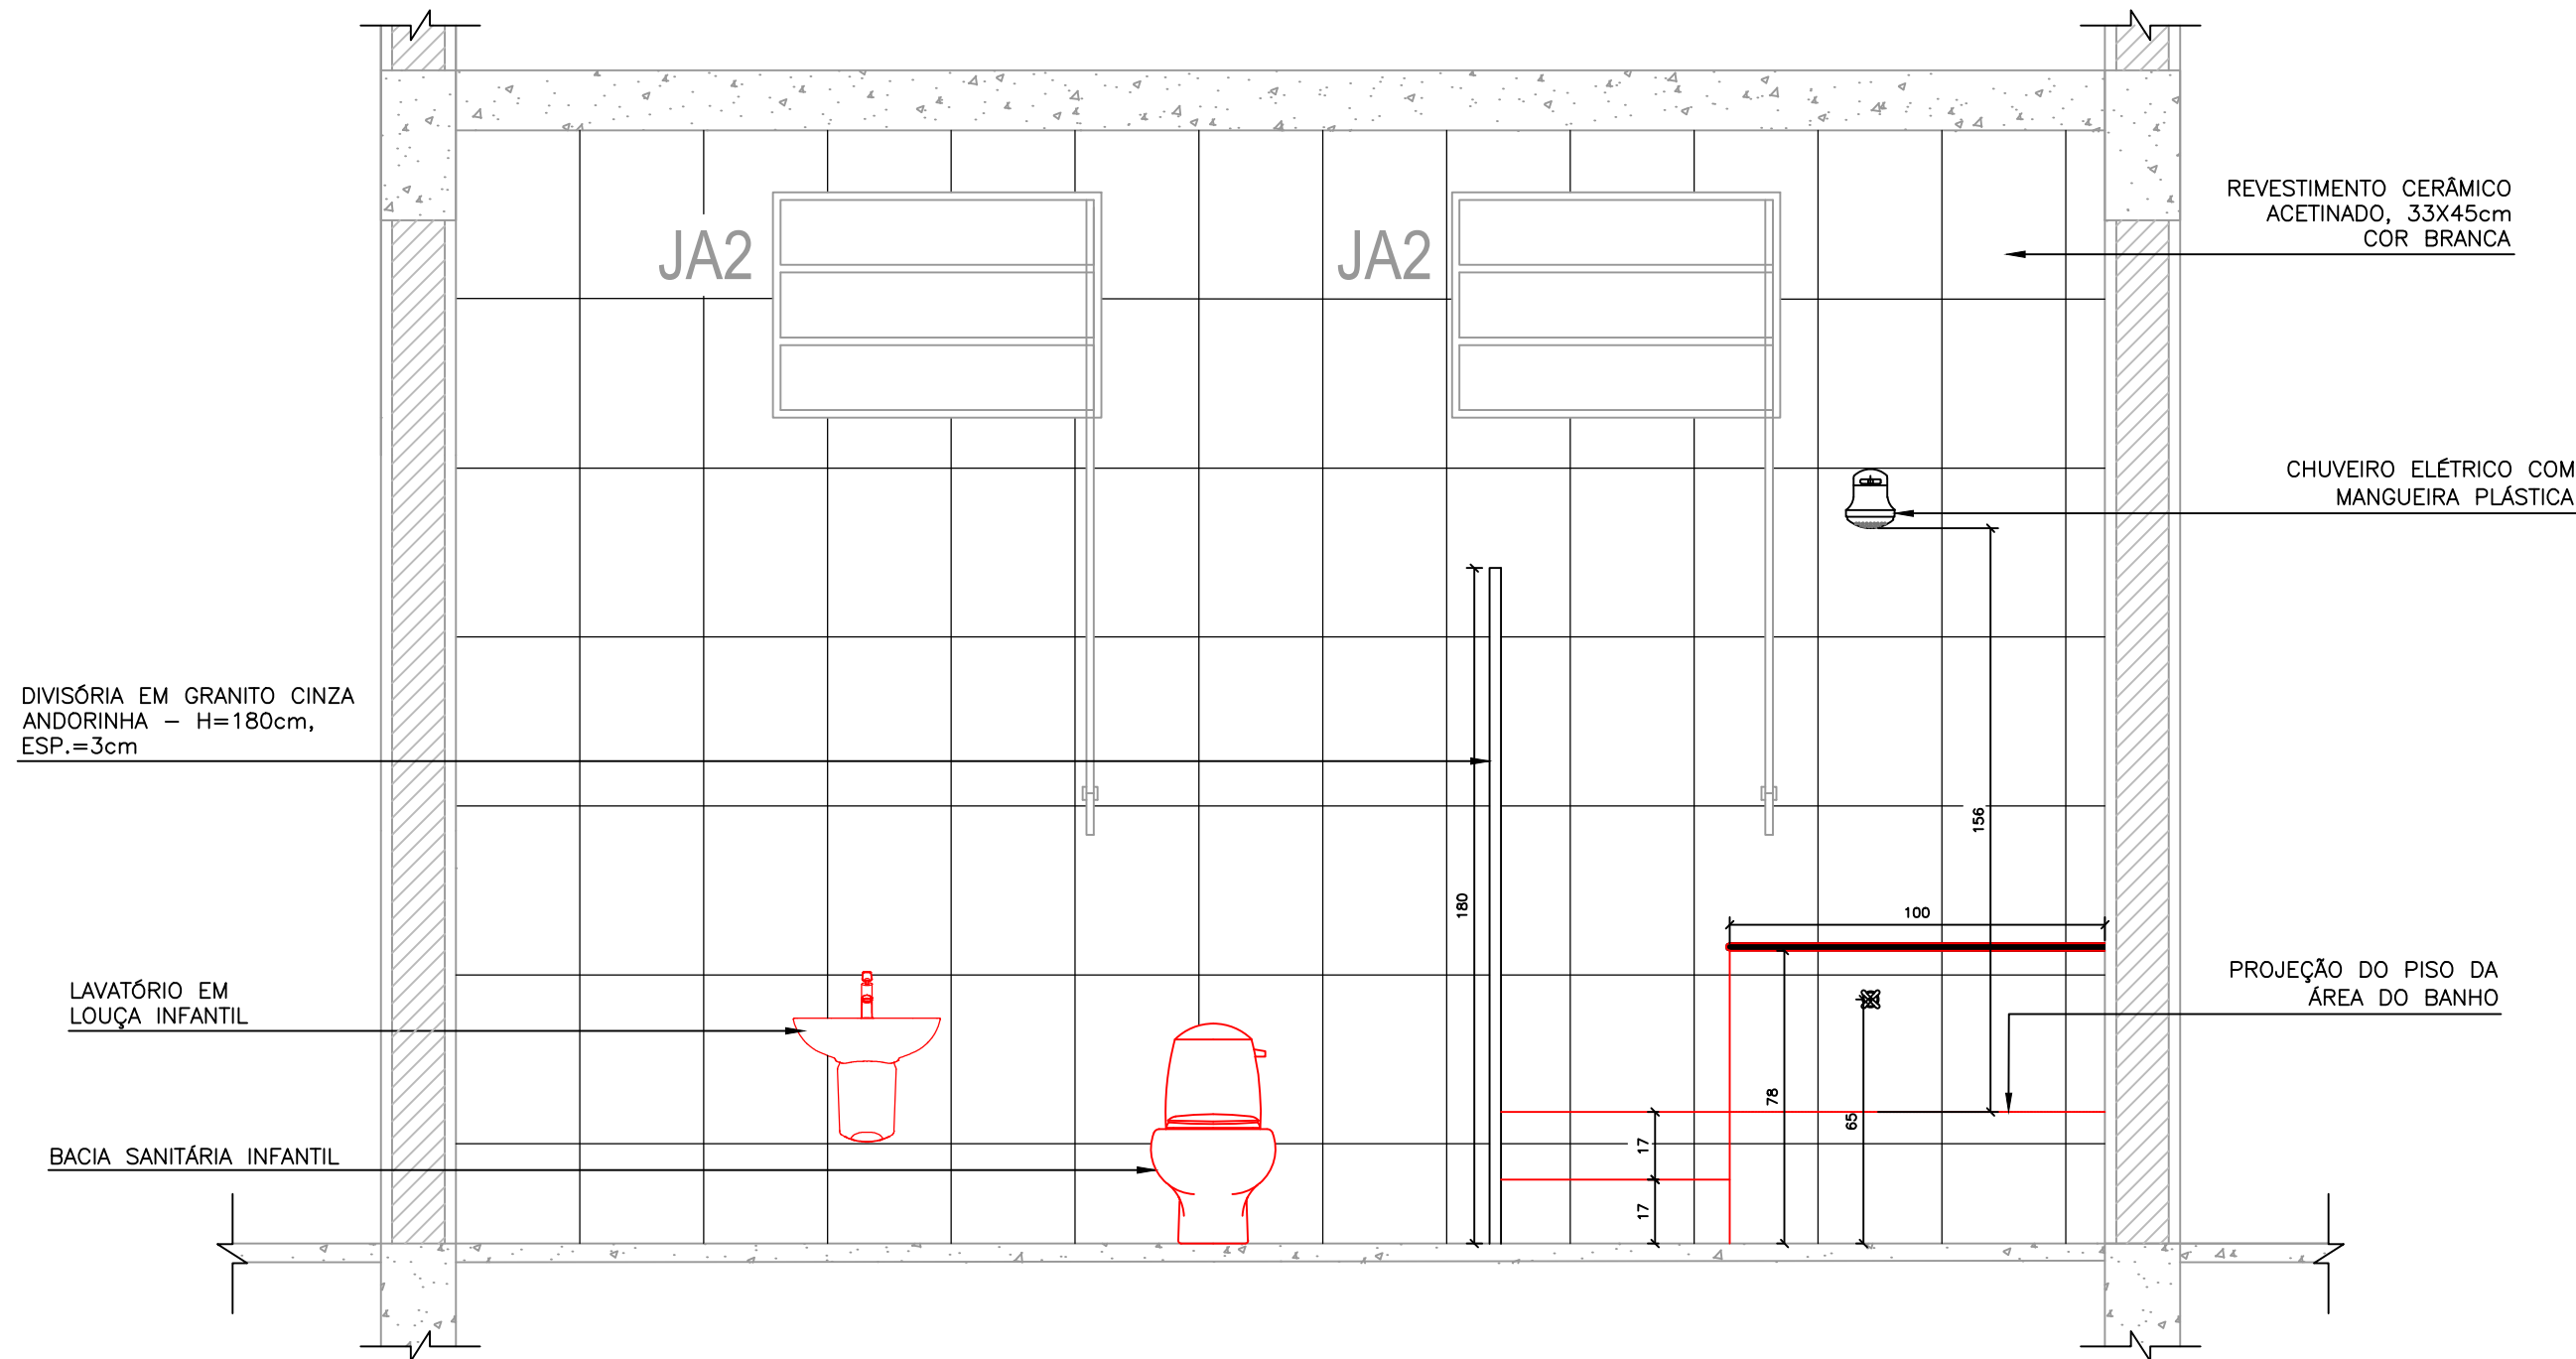 REVESTIMENTO CERÂMICO
ACETINADO, 33X45cm
COR BRANCA
JA2
JA2
CHUVEIRO ELÉTRICO COM
MANGUEIRA PLÁSTICA
DIVISÓRIA EM GRANITO CINZA
ANDORINHA – H=180cm,
ESP.=3cm
156
180
100
PROJEÇÃO DO PISO DA
ÁREA DO BANHO
LAVATÓRIO EM
LOUÇA INFANTIL
78
65
17
BACIA SANITÁRIA INFANTIL
17